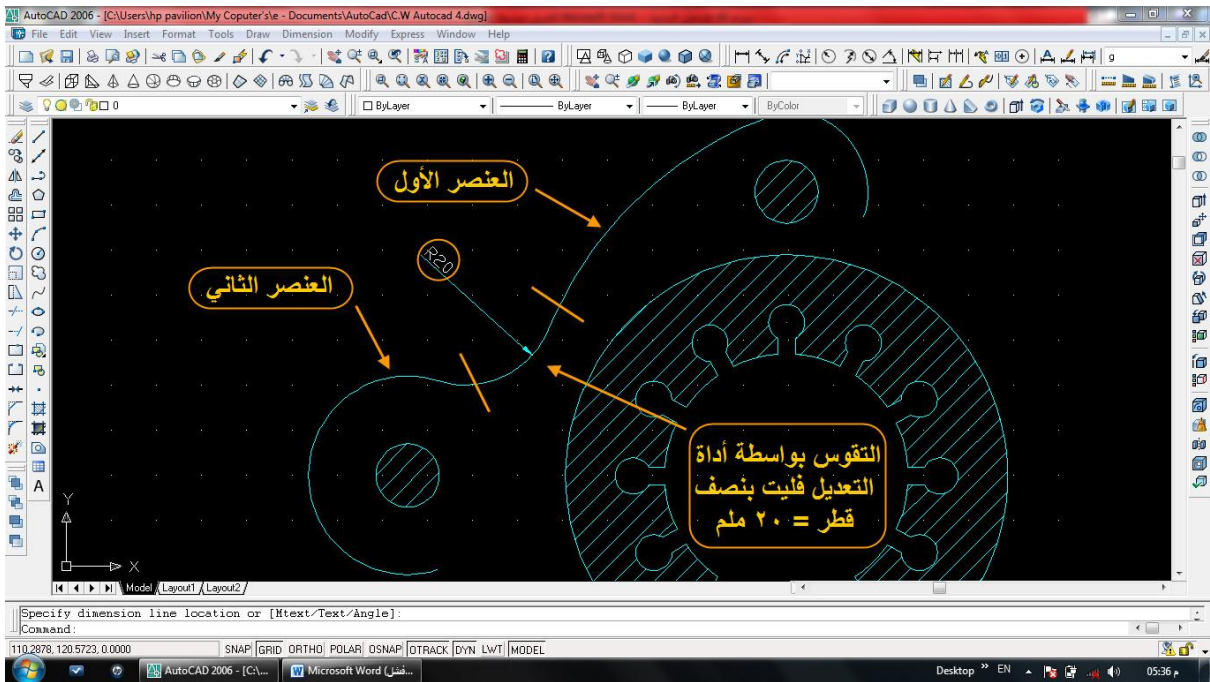 AutoCAD 2006 - [C:\Users\hp pavilion\My Coputer's\e - Documents\AutoCad\C.W Autocad 4.dwg]
File Edit View Insert Format Tools Draw Dimension Modify Express Window Help
9
0 ByLayer ByLayer ByLayer ByColor
العنصر الأول
R20
العنصر الثاني
التقوس بواسطة أداة
التعديل فليت بنصف
قطر = ٢٠ ملم
A
Y
X
Model Layout1 Layout2
Specify dimension line location or [Mtext/Text/Angle]:
Command:
110.2878, 120.5723, 0.0000 SNAP GRID ORTHO POLAR OSNAP OTRACK DYN LWT MODEL
AutoCAD 2006 - [C:\... Microsoft Word (فشل... Desktop » EN 05:36 م